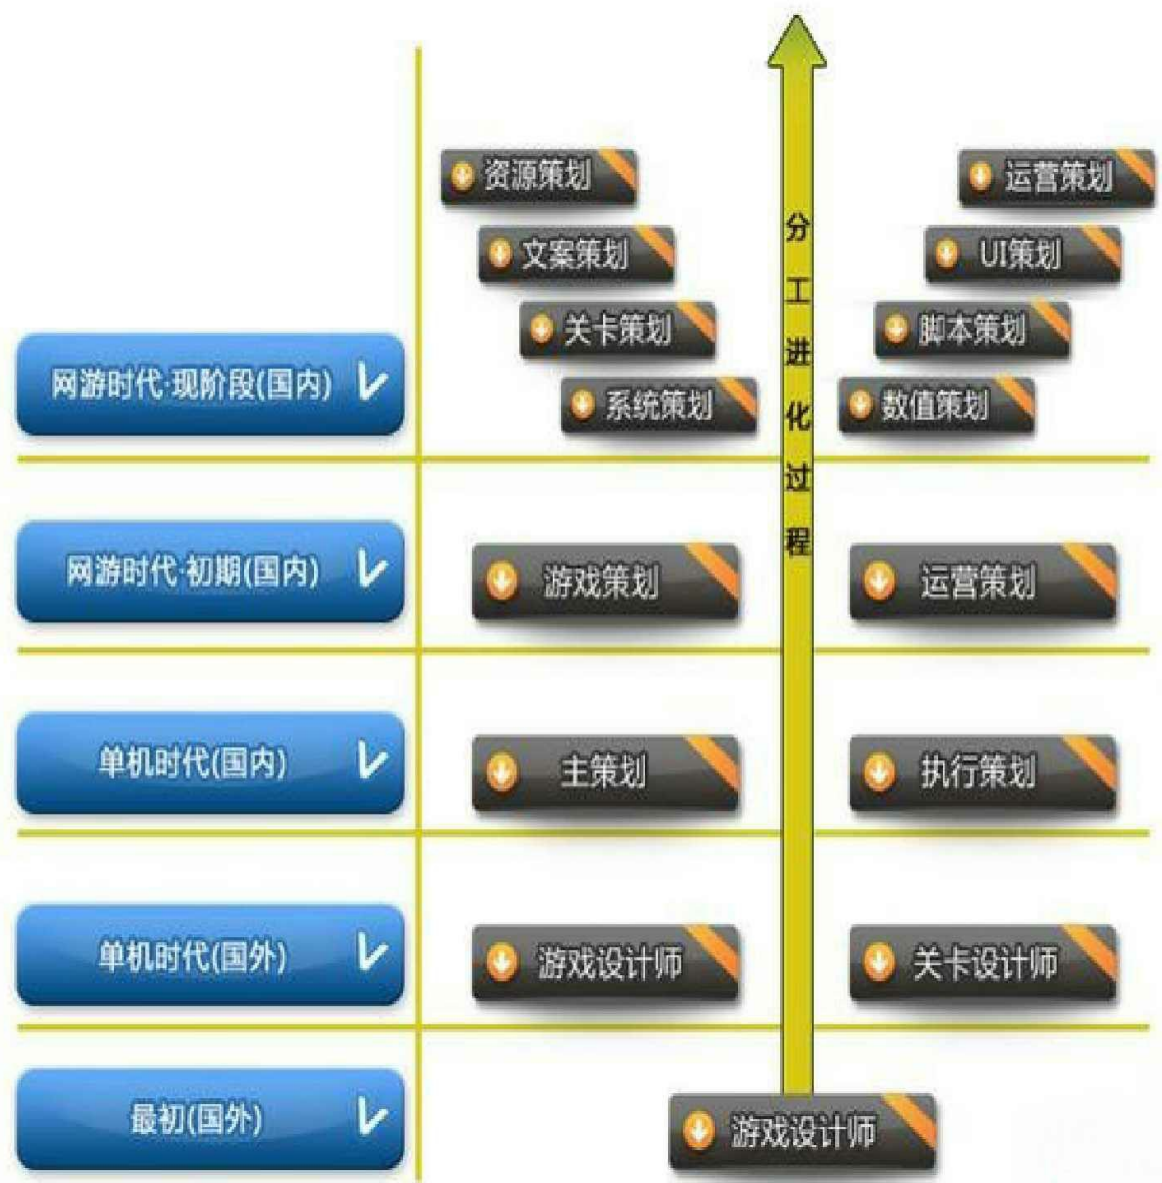 资源策划
运营策划
文案策划
UI策划
关卡策划
脚本策划
网游时代·现阶段(国内)
系统策划
数值策划
分工进化过程
网游时代·初期(国内)
游戏策划
运营策划
单机时代(国内)
主策划
执行策划
单机时代(国外)
游戏设计师
关卡设计师
最初(国外)
游戏设计师